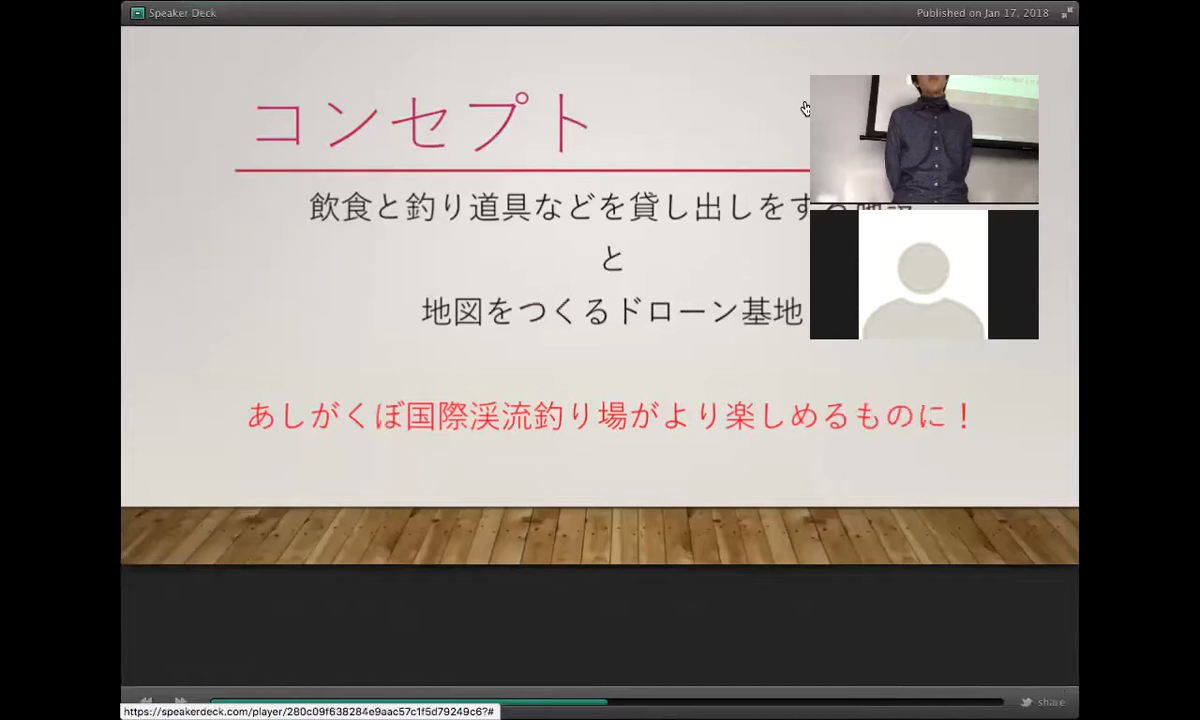 Speaker Deck
Published on Jan 17, 2018
コンセプト
飲食と釣り道具などを貸し出しをする
と
地図をつくるドローン基地
あしがくぼ国際渓流釣り場がより楽しめるものに！
share
https://speakerdeck.com/player/280c09f638284e9aac57c1f5d79249c6?#